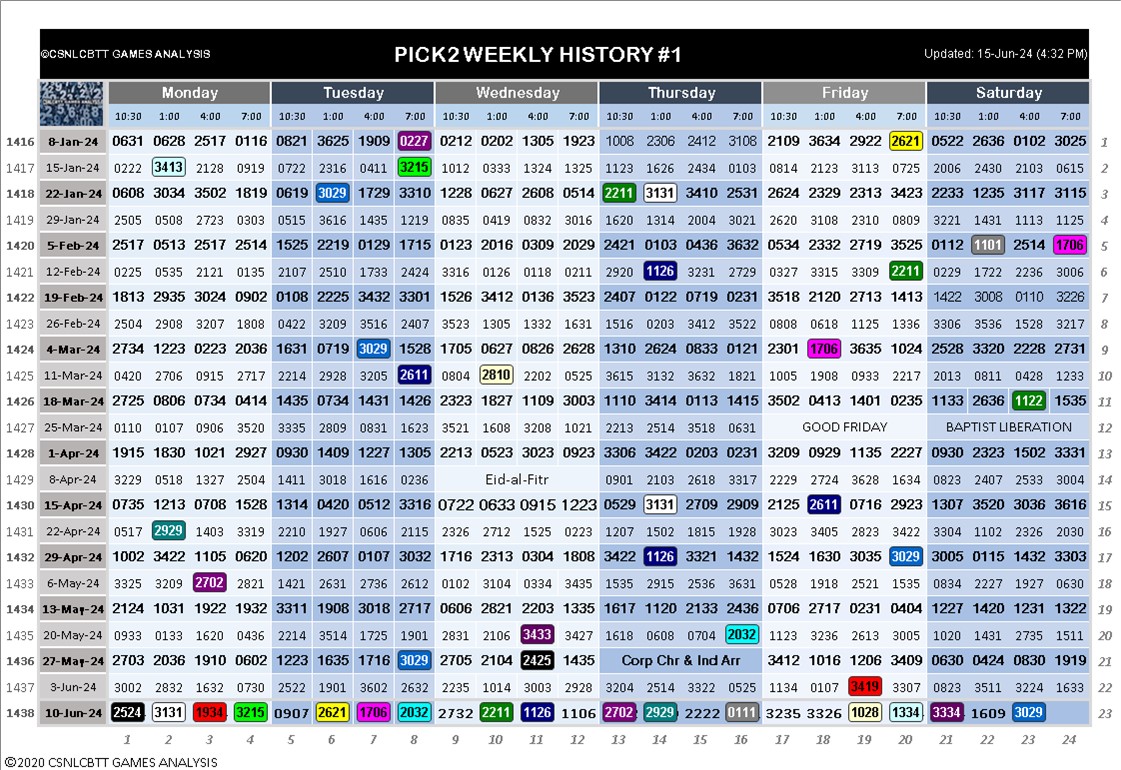 ©CSNLCBTT GAMES ANALYSIS PICK2 WEEKLY HISTORY #1 Updated: 15-Jun-24 (4:32 PM)
Monday Tuesday Wednesday Thursday Friday Saturday
10:30 1:00 4:00 7:00 10:30 1:00 4:00 7:00 10:30 1:00 4:00 7:00 10:30 1:00 4:00 7:00 10:30 1:00 4:00 7:00 10:30 1:00 4:00 7:00
1416 8-Jan-24 0631 0628 2517 0116 0821 3625 1909 0227 0212 0202 1305 1923 1008 2306 2412 3108 2109 3634 2922 2621 0522 2636 0102 3025 1
1417 15-Jan-24 0222 3413 2128 0919 0722 2316 0411 3215 1012 0333 1324 1325 1123 1626 2434 0103 0814 2123 3113 0725 2006 2430 2103 0615 2
1418 22-Jan-24 0608 3034 3502 1819 0619 3029 1729 3310 1228 0627 2608 0514 2211 3131 3410 2531 2624 2329 2313 3423 2233 1235 3117 3115 3
1419 29-Jan-24 2505 0508 2723 0303 0515 3616 1435 1219 0835 0419 0832 3016 1620 1314 2004 3021 2620 3108 2310 0809 3221 1431 1113 1125 4
1420 5-Feb-24 2517 0513 2517 2514 1525 2219 0129 1715 0123 2016 0309 2029 2421 0103 0436 3632 0534 2332 2719 3525 0112 1101 2514 1706 5
1421 12-Feb-24 0225 0535 2121 0135 2107 2510 1733 2424 3316 0126 0118 0211 2920 1126 3231 2729 0327 3315 3309 2211 0229 1722 2236 3006 6
1422 19-Feb-24 1813 2935 3024 0902 0108 2225 3432 3301 1526 3412 0136 3523 2407 0122 0719 0231 3518 2120 2713 1413 1422 3008 0110 3226 7
1423 26-Feb-24 2504 2908 3207 1808 0422 3209 3516 2407 3523 1305 1332 1631 1516 0203 3412 3522 0808 0618 1125 1336 3306 3536 1528 3217 8
1424 4-Mar-24 2734 1223 0223 2036 1631 0719 3029 1528 1705 0627 0826 2628 1310 2624 0833 0121 2301 1706 3635 1024 2528 3320 2228 2731 9
1425 11-Mar-24 0420 2706 0915 2717 2214 2928 3205 2611 0804 2810 2202 0525 3615 3132 3632 1821 1005 1908 2933 2217 2013 0811 0428 1233 10
1426 18-Mar-24 2725 0806 0734 0414 1435 0734 1431 1426 2323 1827 1109 3003 1110 3414 0113 1415 3502 0413 1401 0235 1133 2636 1122 1535 11
1427 25-Mar-24 0110 0107 0906 3520 3335 2809 0831 1623 3521 1608 3208 1021 2213 2514 3518 0631 GOOD FRIDAY BAPTIST LIBERATION 12
1428 1-Apr-24 1915 1830 1021 2927 0930 1409 1227 1305 2213 0523 3023 0923 3306 3422 0203 0231 3209 0929 1135 2227 0930 2323 1502 3331 13
1429 8-Apr-24 3229 0518 1327 2504 1411 3018 1616 0236 Eid-al-Fitr 0901 2103 2618 3317 2229 2724 3628 1634 0823 2407 2533 3004 14
1430 15-Apr-24 0735 1213 0708 1528 1314 0420 0512 3316 0722 0633 0915 1223 0529 3131 2709 2909 2125 2611 0716 2923 1307 3520 3036 3616 15
1431 22-Apr-24 0517 2929 1403 3319 2210 1927 0606 2115 2326 2712 1525 0223 1207 1502 1815 1928 3023 3405 2823 3422 3304 1102 2326 2030 16
1432 29-Apr-24 1002 3422 1105 0620 1202 2607 0107 3032 1716 2313 0304 1808 3422 1126 3321 1432 1524 1630 3035 3029 3005 0115 1432 3303 17
1433 6-May-24 3325 3209 2702 2821 1421 2631 2736 2612 0102 3104 0334 3435 1535 2915 2536 3631 0528 1918 2521 1535 0834 2227 1927 0630 18
1434 13-May-24 2124 1031 1922 1932 3311 1908 3018 2717 0606 2821 2203 1335 1617 1120 2133 2436 0706 2717 0231 0404 1227 1420 1231 1322 19
1435 20-May-24 0933 0133 1620 0436 2214 3514 1725 1901 2831 2106 3433 3427 1618 0608 0704 2032 1123 3236 2613 3005 1020 1431 2735 1511 20
1436 27-May-24 2703 2036 1910 0602 1223 1635 1716 3029 2705 2104 2425 1435 Corp Chr & Ind Arr 3412 1016 1206 3409 0630 0424 0830 1919 21
1437 3-Jun-24 3002 2832 1632 0730 2522 1901 3602 2632 2235 1014 3003 2928 3204 2514 3322 0525 1134 0107 3419 3307 0823 3511 3224 1633 22
1438 10-Jun-24 2524 3131 1934 3215 0907 2621 1706 2032 2732 2211 1126 1106 2702 2929 2222 0111 3235 3326 1028 1334 3334 1609 3029 23
1 2 3 4 5 6 7 8 9 10 11 12 13 14 15 16 17 18 19 20 21 22 23 24
©2020 CSNLCBTT GAMES ANALYSIS